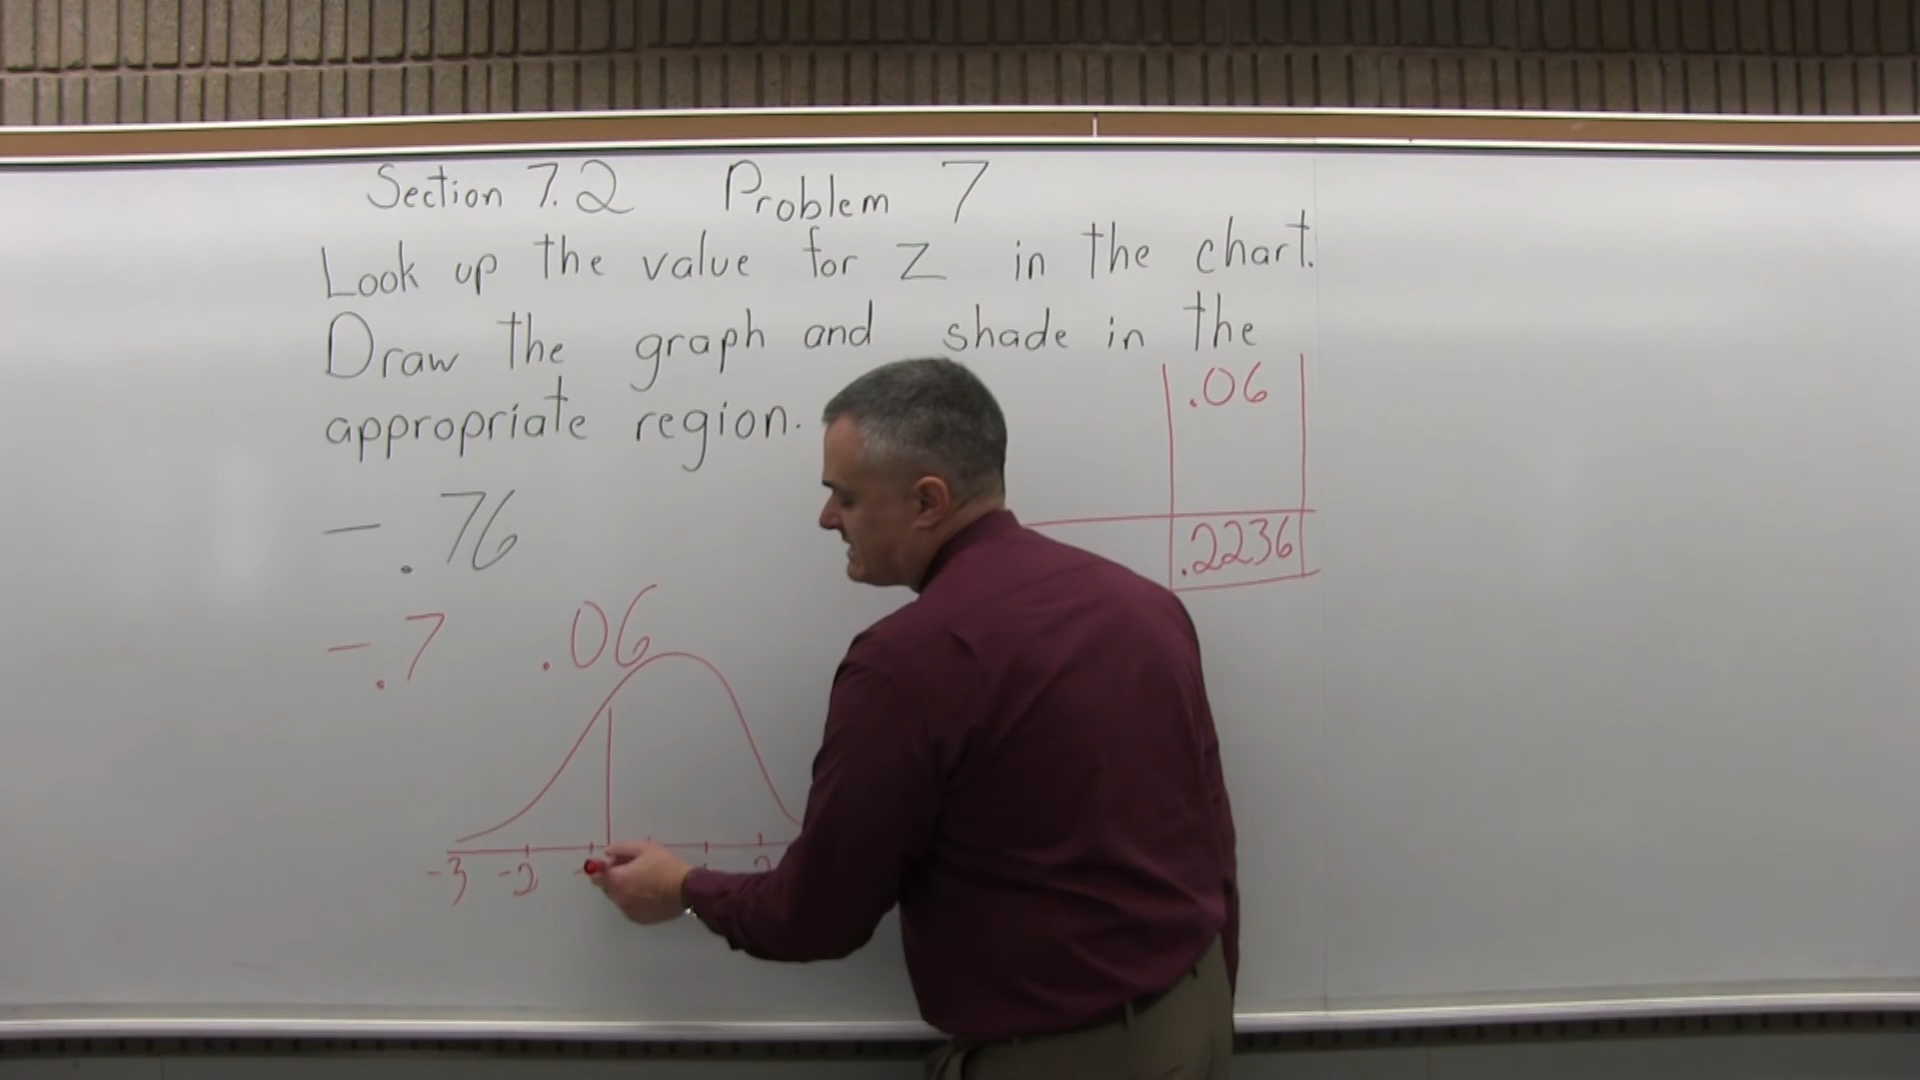 Section 7.2 Problem 7
Look up the value for Z in the chart.
Draw the graph and shade in the
appropriate region.
.06
-.76
.2236
-.7 .06
-3 -2